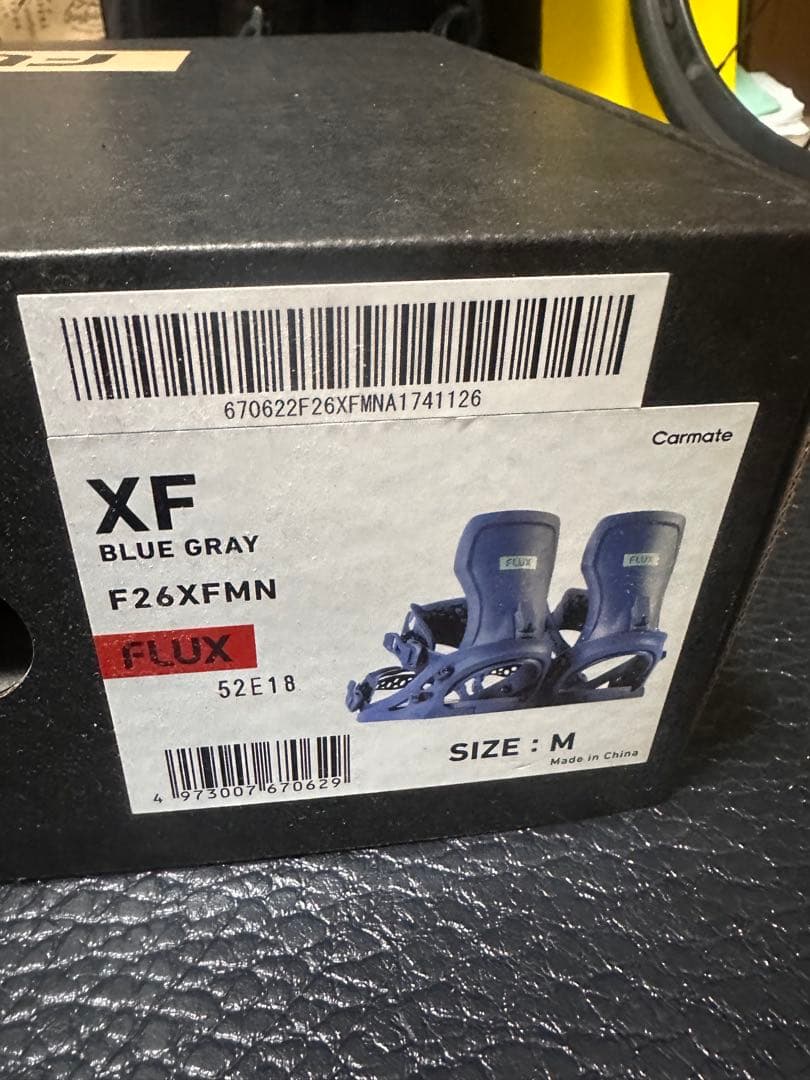 670622F26XFMNA1741126
Carmate
XF
BLUE GRAY
F26XFMN
FLUX
52E18
FLUX
FLUX
SIZE : M
Made in China
4 973007 670629